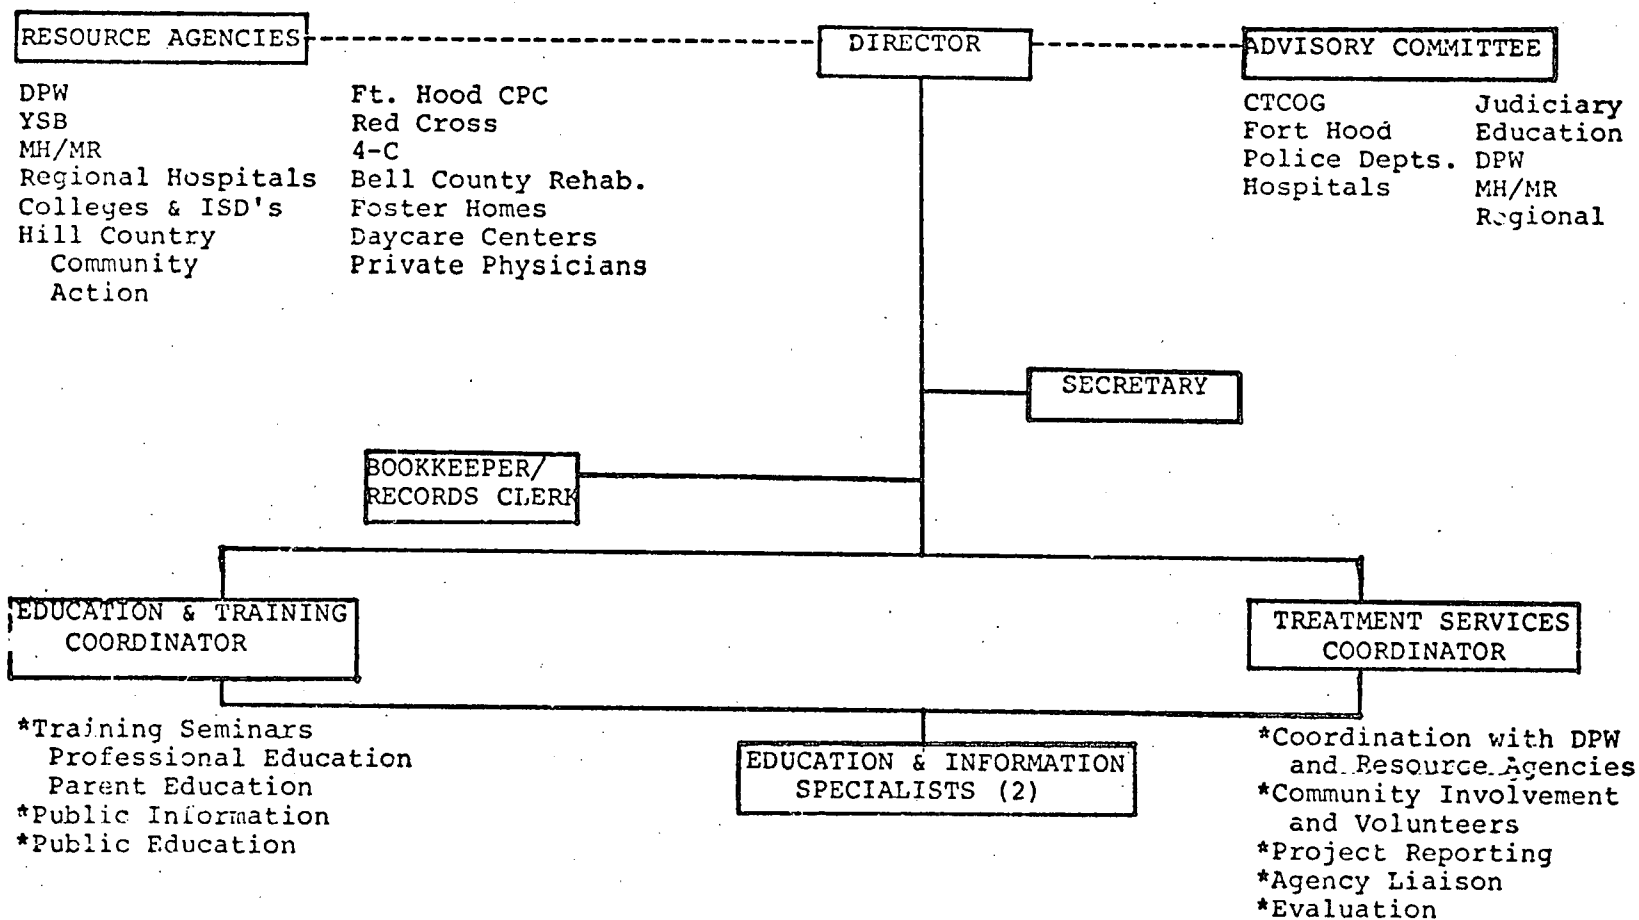 RESOURCE AGENCIES
DIRECTOR
ADVISORY COMMITTEE
DPW
YSB
MH/MR
Regional Hospitals
Colleges & ISD's
Hill Country
Community
Action
Ft. Hood CPC
Red Cross
4-C
Bell County Rehab.
Foster Homes
Daycare Centers
Private Physicians
CTCOG
Fort Hood
Police Depts.
Hospitals
Judiciary
Education
DPW
MH/MR
Regional
SECRETARY
BOOKKEEPER/
RECORDS CLERK
EDUCATION & TRAINING
COORDINATOR
TREATMENT SERVICES
COORDINATOR
*Training Seminars
Professional Education
Parent Education
*Public Information
*Public Education
EDUCATION & INFORMATION
SPECIALISTS (2)
*Coordination with DPW
and Resource Agencies
*Community Involvement
and Volunteers
*Project Reporting
*Agency Liaison
*Evaluation